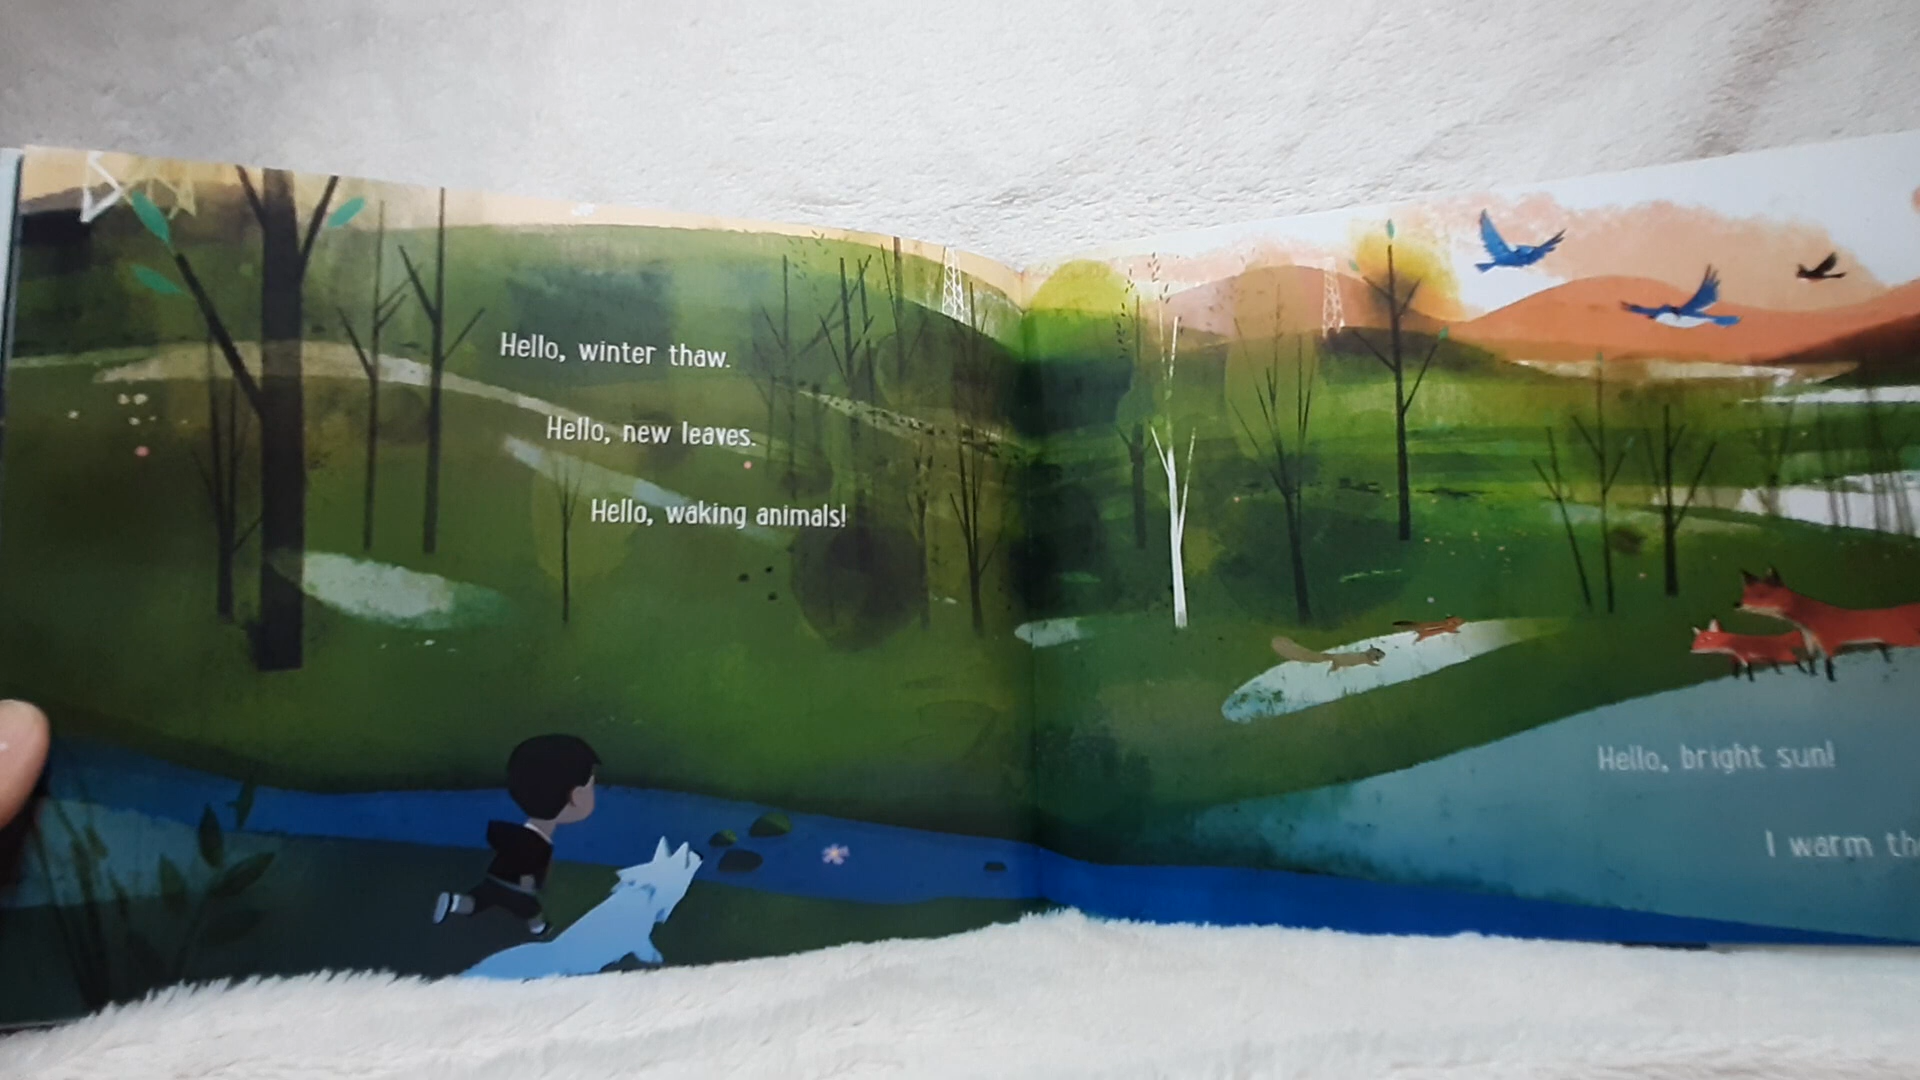 Hello, winter thaw.
Hello, new leaves.
Hello, waking animals!
Hello, bright sun!
I warm